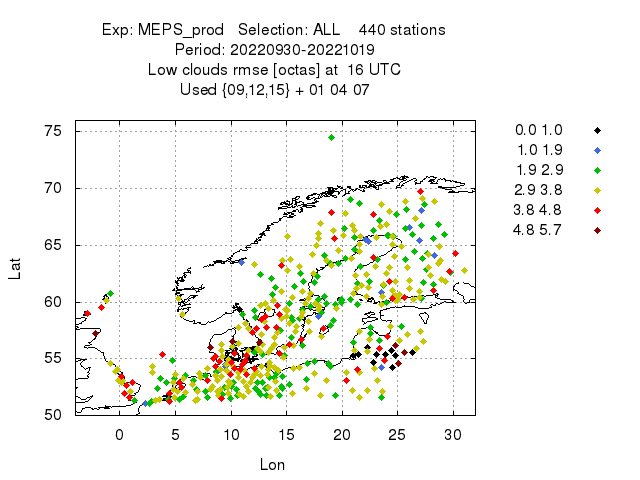 Exp: MEPS_prod   Selection: ALL    440 stations
Period: 20220930-20221019
Low clouds rmse [octas] at  16 UTC
Used {09,12,15} + 01 04 07
0.0 1.0
1.0 1.9
1.9 2.9
2.9 3.8
3.8 4.8
4.8 5.7
75
70
65
60
55
50
Lat
0 5 10 15 20 25 30
Lon